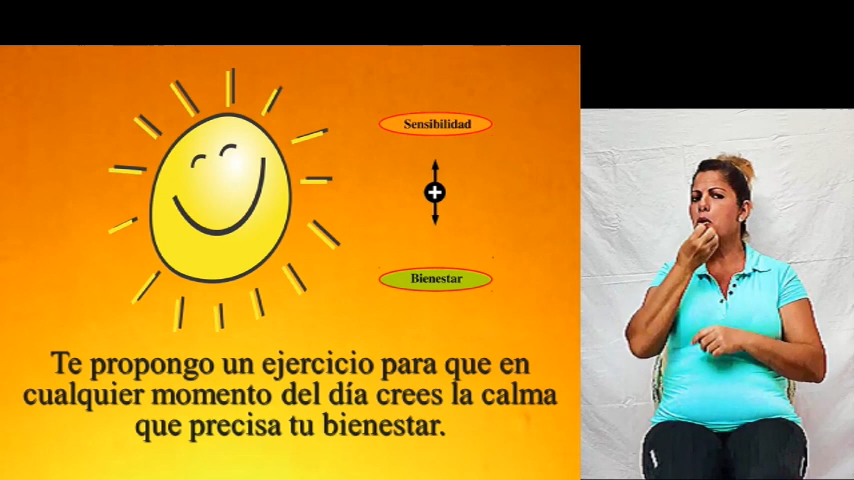 Sensibilidad
Bienestar
Te propongo un ejercicio para que en
cualquier momento del día crees la calma
que precisa tu bienestar.